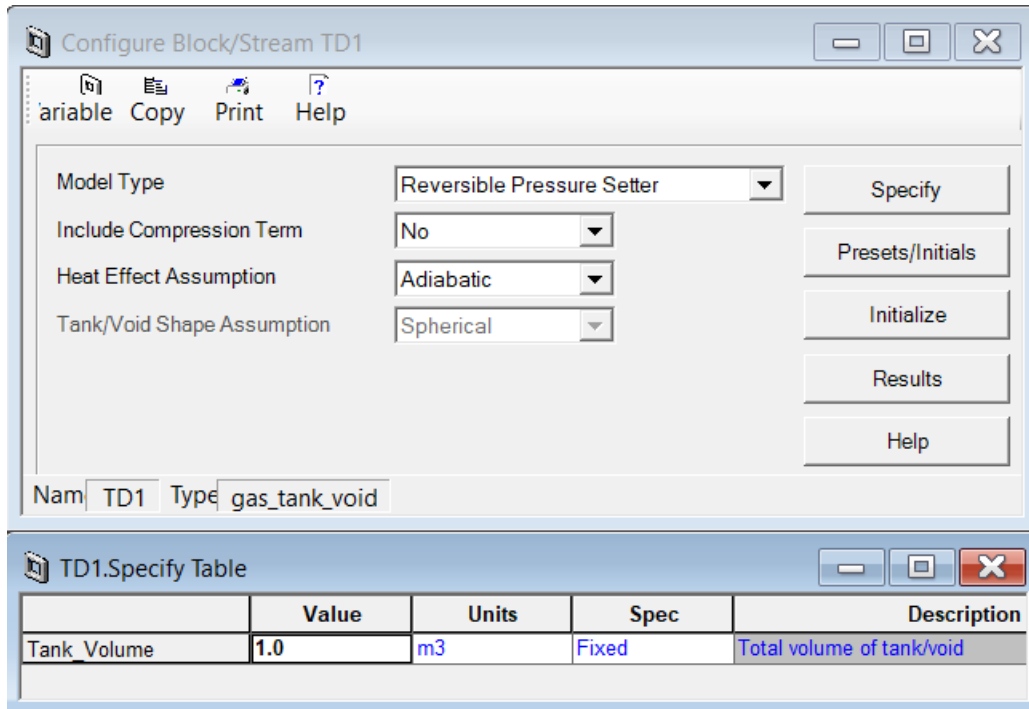 Configure Block/Stream TD1
ariable Copy Print Help
Model Type Reversible Pressure Setter Specify
Include Compression Term No Presets/Initials
Heat Effect Assumption Adiabatic
Tank/Void Shape Assumption Spherical Initialize
Results
Help
Nam TD1 Type gas_tank_void
TD1.Specify Table
Value Units Spec Description
Tank_Volume 1.0 m3 Fixed Total volume of tank/void